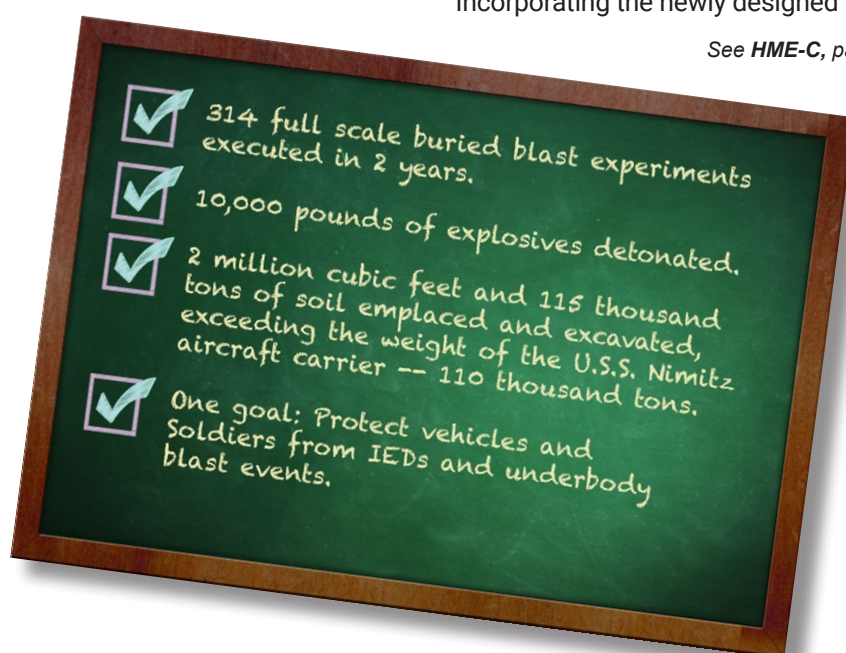 incorporating the newly designed
See HME-C, pa
314 full scale buried blast experiments
executed in 2 years.
10,000 pounds of explosives detonated.
2 million cubic feet and 115 thousand
tons of soil emplaced and excavated,
exceeding the weight of the U.S.S. Nimitz
aircraft carrier -- 110 thousand tons.
One goal: Protect vehicles and
Soldiers from IEDs and underbody
blast events.